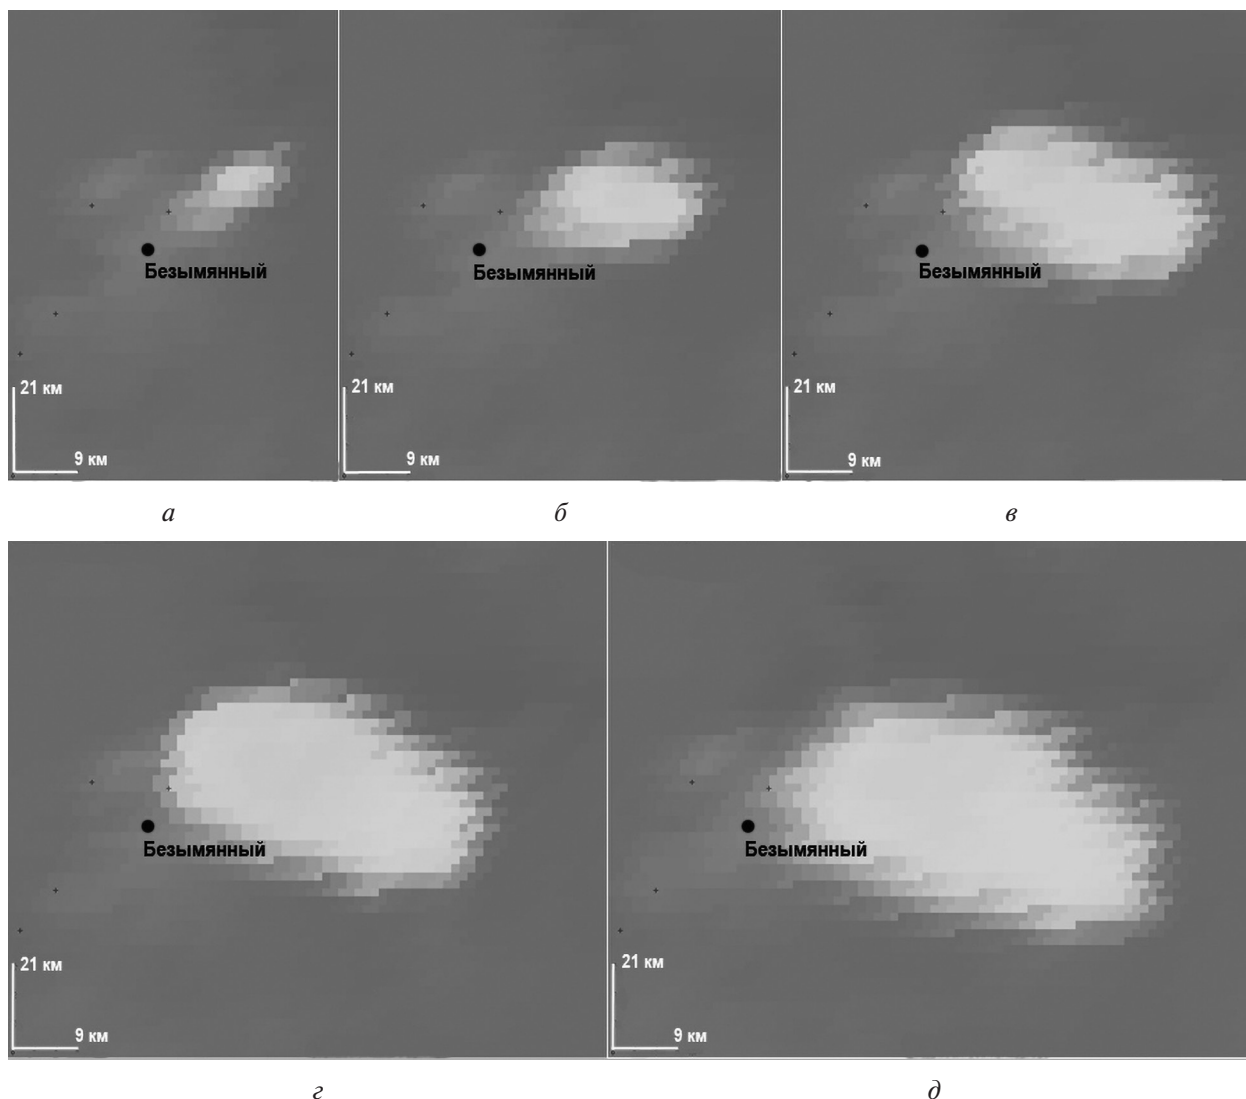 Безымянный
Безымянный
Безымянный
21 км
21 км
21 км
9 км
9 км
9 км
а
б
в
Безымянный
Безымянный
21 км
21 км
9 км
9 км
г
д